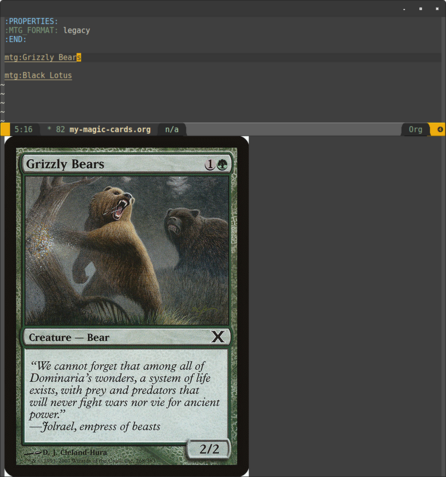 :PROPERTIES:
:MTG_FORMAT: legacy
:END:
mtg:Grizzly Bears
mtg:Black Lotus
~
~
~
~
5:16 * 82 my-magic-cards.org n/a Org
Grizzly Bears 1
Creature — Bear X
“We cannot forget that among all of
Dominaria’s wonders, a system of life
exists, with prey and predators that
will never fight wars nor vie for ancient
power.”
—Jolrael, empress of beasts
D. J. Cleland-Hura
2/2